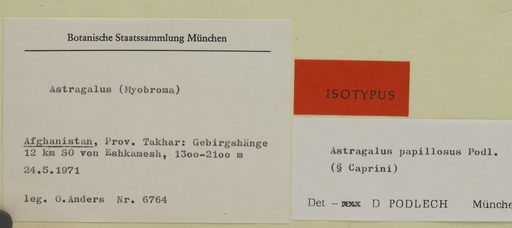 Botanische Staatssammlung München
Astragalus (Myobroma)
Afghanistan, Prov. Takhar: Gebirgshänge
12 km SO von Eshkamesh, 13oo-21oo m
24.5.1971
leg. O.Anders Nr. 6764
ISOTYPUS
Astragalus papillosus Podl.
(§ Caprini)
Det — D PODLECH Münche